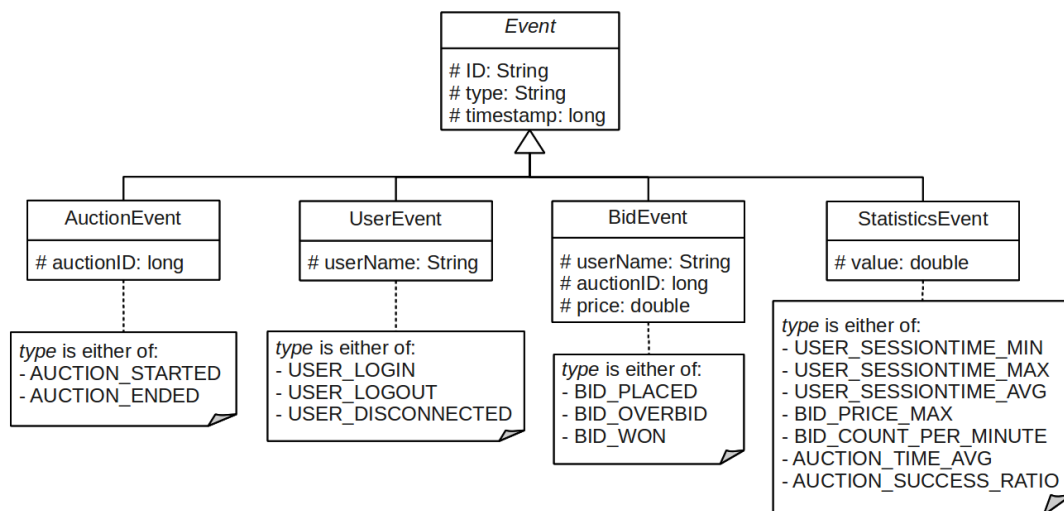 Event
# ID: String
# type: String
# timestamp: long
AuctionEvent
# auctionID: long
type is either of:
- AUCTION_STARTED
- AUCTION_ENDED
UserEvent
# userName: String
type is either of:
- USER_LOGIN
- USER_LOGOUT
- USER_DISCONNECTED
BidEvent
# userName: String
# auctionID: long
# price: double
type is either of:
- BID_PLACED
- BID_OVERBID
- BID_WON
StatisticsEvent
# value: double
type is either of:
- USER_SESSIONTIME_MIN
- USER_SESSIONTIME_MAX
- USER_SESSIONTIME_AVG
- BID_PRICE_MAX
- BID_COUNT_PER_MINUTE
- AUCTION_TIME_AVG
- AUCTION_SUCCESS_RATIO